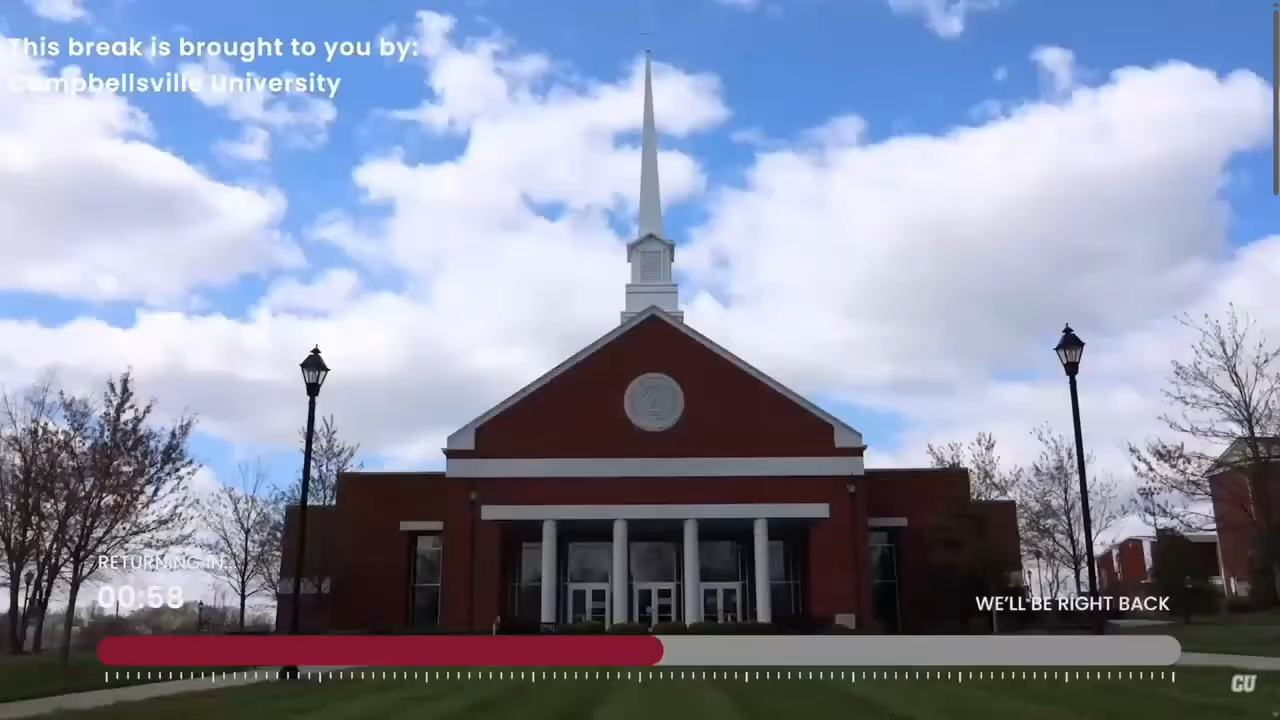 This break is brought to you by:
Campbellsville University
RETURNING IN...
00:58
WE'LL BE RIGHT BACK
CU